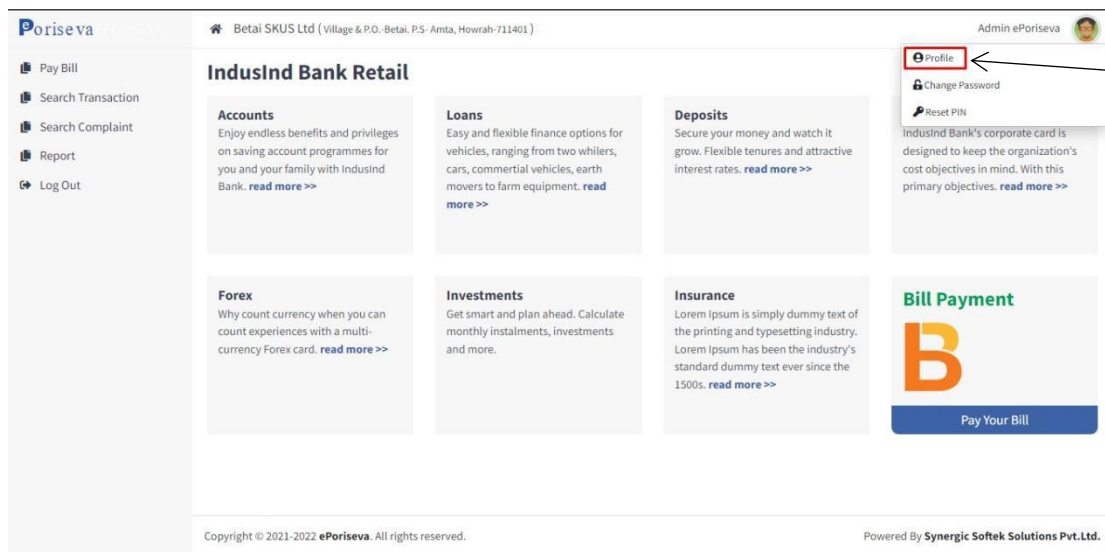 Poriseva
Betai SKUS Ltd ( Village & P.O.-Betai. P.S- Amta, Howrah-711401 )
Admin ePoriseva
Pay Bill
Search Transaction
Search Complaint
Report
Log Out
Profile
Change Password
Reset PIN
IndusInd Bank Retail
Accounts
Enjoy endless benefits and privileges
on saving account programmes for
you and your family with IndusInd
Bank. read more >>
Loans
Easy and flexible finance options for
vehicles, ranging from two whilers,
cars, commertial vehicles, earth
movers to farm equipment. read
more >>
Deposits
Secure your money and watch it
grow. Flexible tenures and attractive
interest rates. read more >>
IndusInd Bank's corporate card is
designed to keep the organization's
cost objectives in mind. With this
primary objectives. read more >>
Forex
Why count currency when you can
count experiences with a multi-
currency Forex card. read more >>
Investments
Get smart and plan ahead. Calculate
monthly instalments, investments
and more.
Insurance
Lorem Ipsum is simply dummy text of
the printing and typesetting industry.
Lorem Ipsum has been the industry's
standard dummy text ever since the
1500s. read more >>
Bill Payment
B
Pay Your Bill
Copyright © 2021-2022 ePoriseva. All rights reserved.
Powered By Synergic Softek Solutions Pvt.Ltd.